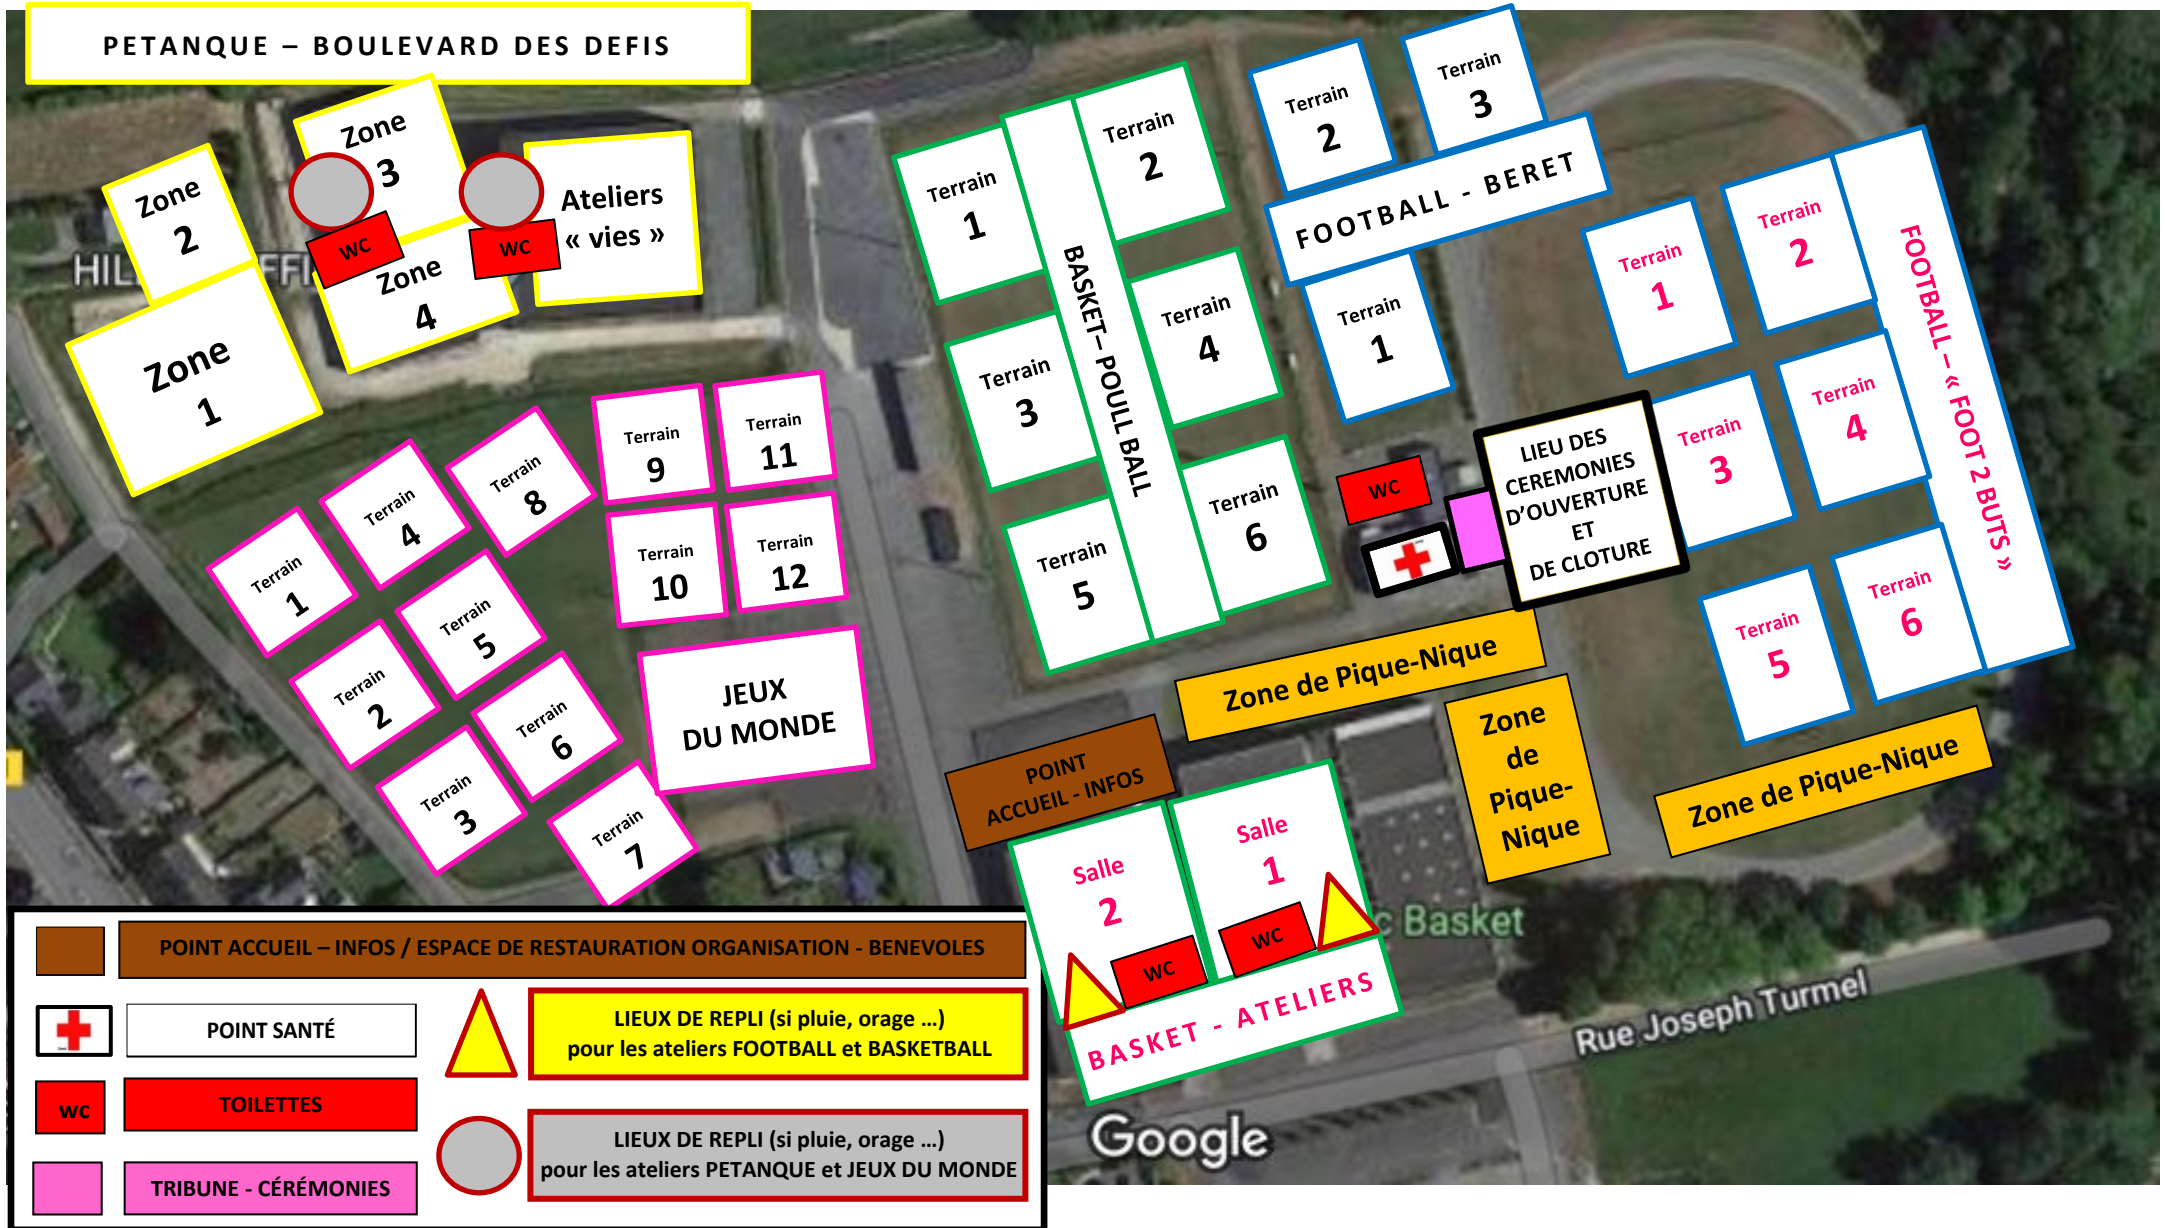 PETANQUE – BOULEVARD DES DEFIS
Zone
2
Zone
3
Zone
1
Zone
4
WC
WC
Ateliers
« vies »
Terrain
1
Terrain
2
Terrain
3
Terrain
4
Terrain
5
Terrain
6
Terrain
7
Terrain
8
Terrain
9
Terrain
10
Terrain
11
Terrain
12
JEUX
DU MONDE
Terrain
1
Terrain
2
Terrain
3
Terrain
4
Terrain
5
Terrain
6
BASKET– POULL BALL
Terrain
2
Terrain
3
FOOTBALL - BERET
Terrain
1
Terrain
1
Terrain
2
Terrain
3
Terrain
4
Terrain
5
Terrain
6
FOOTBALL – « FOOT 2 BUTS »
WC
LIEU DES
CEREMONIES
D'OUVERTURE
ET
DE CLOTURE
Zone de Pique-Nique
Zone
de
Pique-
Nique
Zone de Pique-Nique
POINT
ACCUEIL - INFOS
Salle
2
Salle
1
WC
WC
BASKET - ATELIERS
c Basket
Rue Joseph Turmel
Google
POINT ACCUEIL – INFOS / ESPACE DE RESTAURATION ORGANISATION - BENEVOLES
POINT SANTÉ
wc
TOILETTES
TRIBUNE - CÉRÉMONIES
LIEUX DE REPLI (si pluie, orage ...)
pour les ateliers FOOTBALL et BASKETBALL
LIEUX DE REPLI (si pluie, orage ...)
pour les ateliers PETANQUE et JEUX DU MONDE